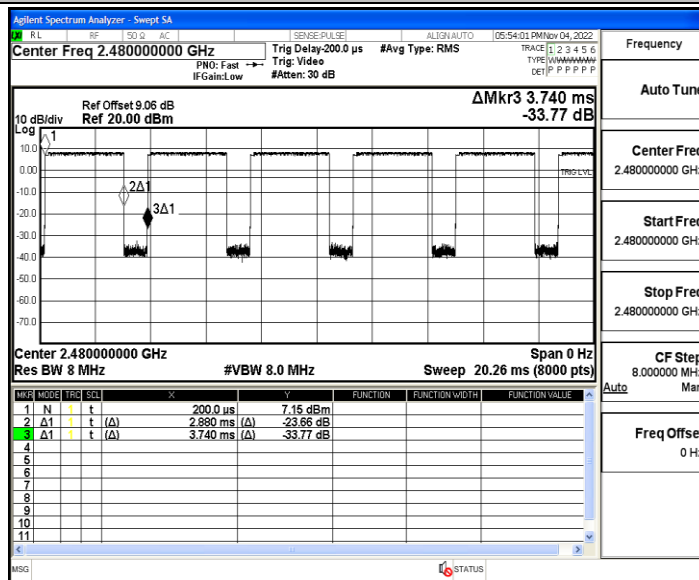 Agilent Spectrum Analyzer - Swept SA
RL RF 50 Ω AC SENSE:PULSE ALIGN AUTO 05:54:01 PM Nov 04, 2022
Center Freq 2.480000000 GHz Trig Delay-200.0 µs #Avg Type: RMS TRACE 1 2 3 4 5 6
PNO: Fast Trig: Video TYPE
IFGain:Low #Atten: 30 dB DET P P P P P P
ΔMkr3 3.740 ms
-33.77 dB
Ref Offset 9.06 dB
10 dB/div Ref 20.00 dBm
Log
1
10.0
0.00
TRIG LVL
-10.0
2Δ1
-20.0
3Δ1
-30.0
-40.0
-50.0
-60.0
-70.0
Center 2.480000000 GHz Span 0 Hz
Res BW 8 MHz #VBW 8.0 MHz Sweep 20.26 ms (8000 pts)
MKR MODE TRC SCL X Y FUNCTION FUNCTION WIDTH FUNCTION VALUE
1 N 1 t 200.0 µs 7.15 dBm
2 Δ1 1 t (Δ) 2.880 ms (Δ) -23.66 dB
3 Δ1 1 t (Δ) 3.740 ms (Δ) -33.77 dB
4
5
6
7
8
9
10
11
MSG STATUS
Frequency
Auto Tun
Center Fre
2.480000000 GH
Start Fre
2.480000000 GH
Stop Fre
2.480000000 GH
CF Step
8.000000 MH
Auto Ma
Freq Offse
0 H